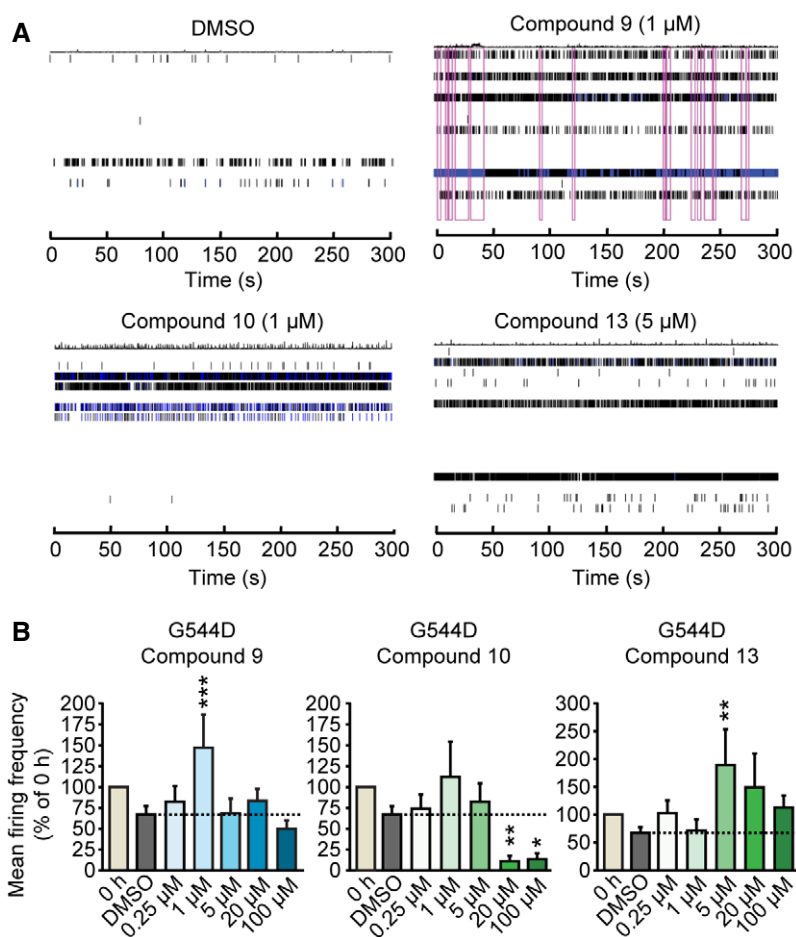 A
DMSO
0 50 100 150 200 250 300
Time (s)
Compound 9 (1 µM)
0 50 100 150 200 250 300
Time (s)
Compound 10 (1 µM)
0 50 100 150 200 250 300
Time (s)
Compound 13 (5 µM)
0 50 100 150 200 250 300
Time (s)
B
Mean firing frequency
(% of 0 h)
G544D
Compound 9
200
175
150
125
100
75
50
25
0
***
0 h DMSO 0.25 µM 1 µM 5 µM 20 µM 100 µM
G544D
Compound 10
200
175
150
125
100
75
50
25
0
** *
0 h DMSO 0.25 µM 1 µM 5 µM 20 µM 100 µM
G544D
Compound 13
300
250
200
150
100
50
0
**
0 h DMSO 0.25 µM 1 µM 5 µM 20 µM 100 µM